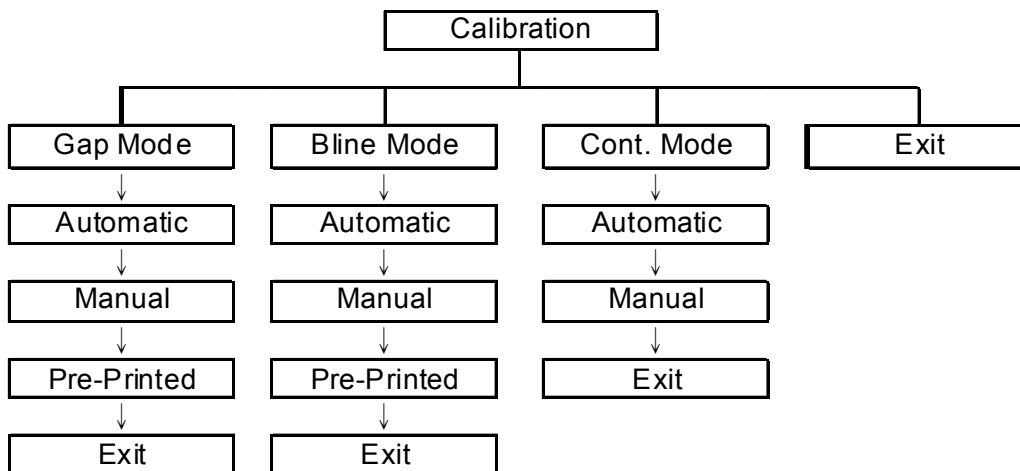 Calibration
Gap Mode
Bline Mode
Cont. Mode
Exit
Automatic
Automatic
Automatic
Manual
Manual
Manual
Pre-Printed
Pre-Printed
Exit
Exit
Exit